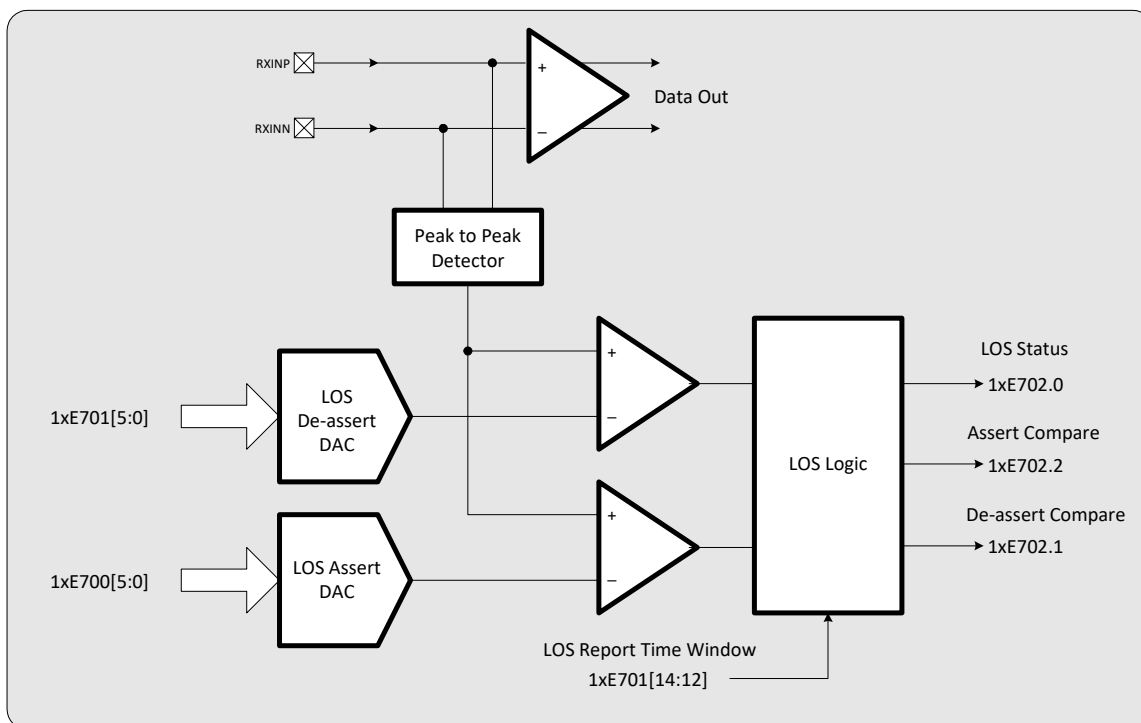 RXINP
+
Data Out
RXINN
–
Peak to Peak
Detector
LOS Status
+
LOS
De-assert
DAC
1xE701[5:0]
–
1xE702.0
Assert Compare
LOS Logic
1xE702.2
+
De-assert Compare
1xE702.1
1xE700[5:0]
LOS Assert
DAC
–
LOS Report Time Window
1xE701[14:12]